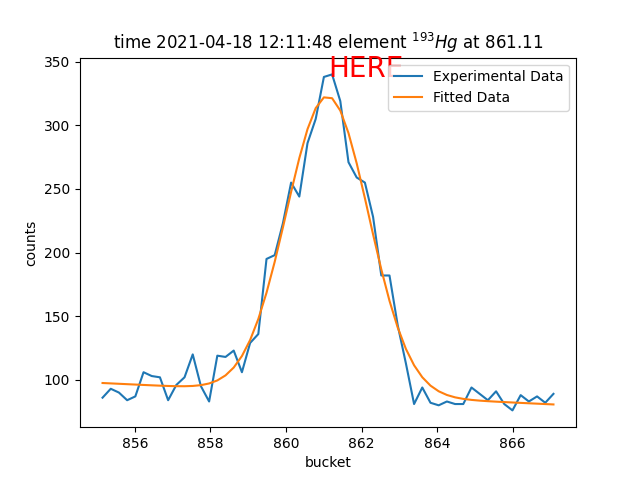 time 2021-04-18 12:11:48 element ¹⁹³Hg at 861.11
HERE
Experimental Data
Fitted Data
350
300
250
200
150
100
counts
856
858
860
862
864
866
bucket